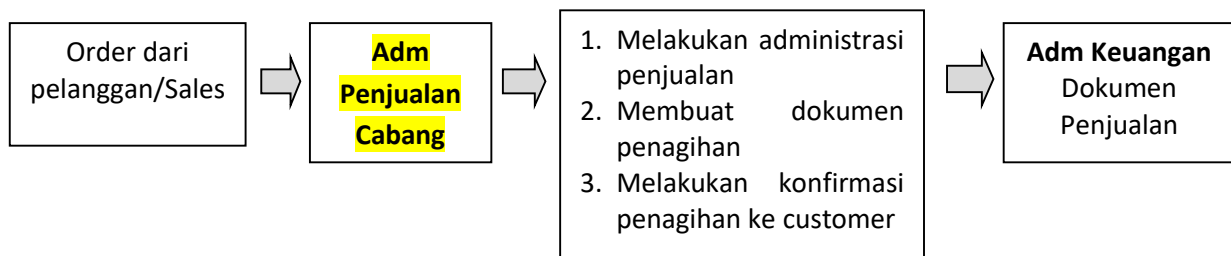 Order dari
pelanggan/Sales
Adm
Penjualan
Cabang
1. Melakukan administrasi
penjualan
2. Membuat dokumen
penagihan
3. Melakukan konfirmasi
penagihan ke customer
Adm Keuangan
Dokumen
Penjualan